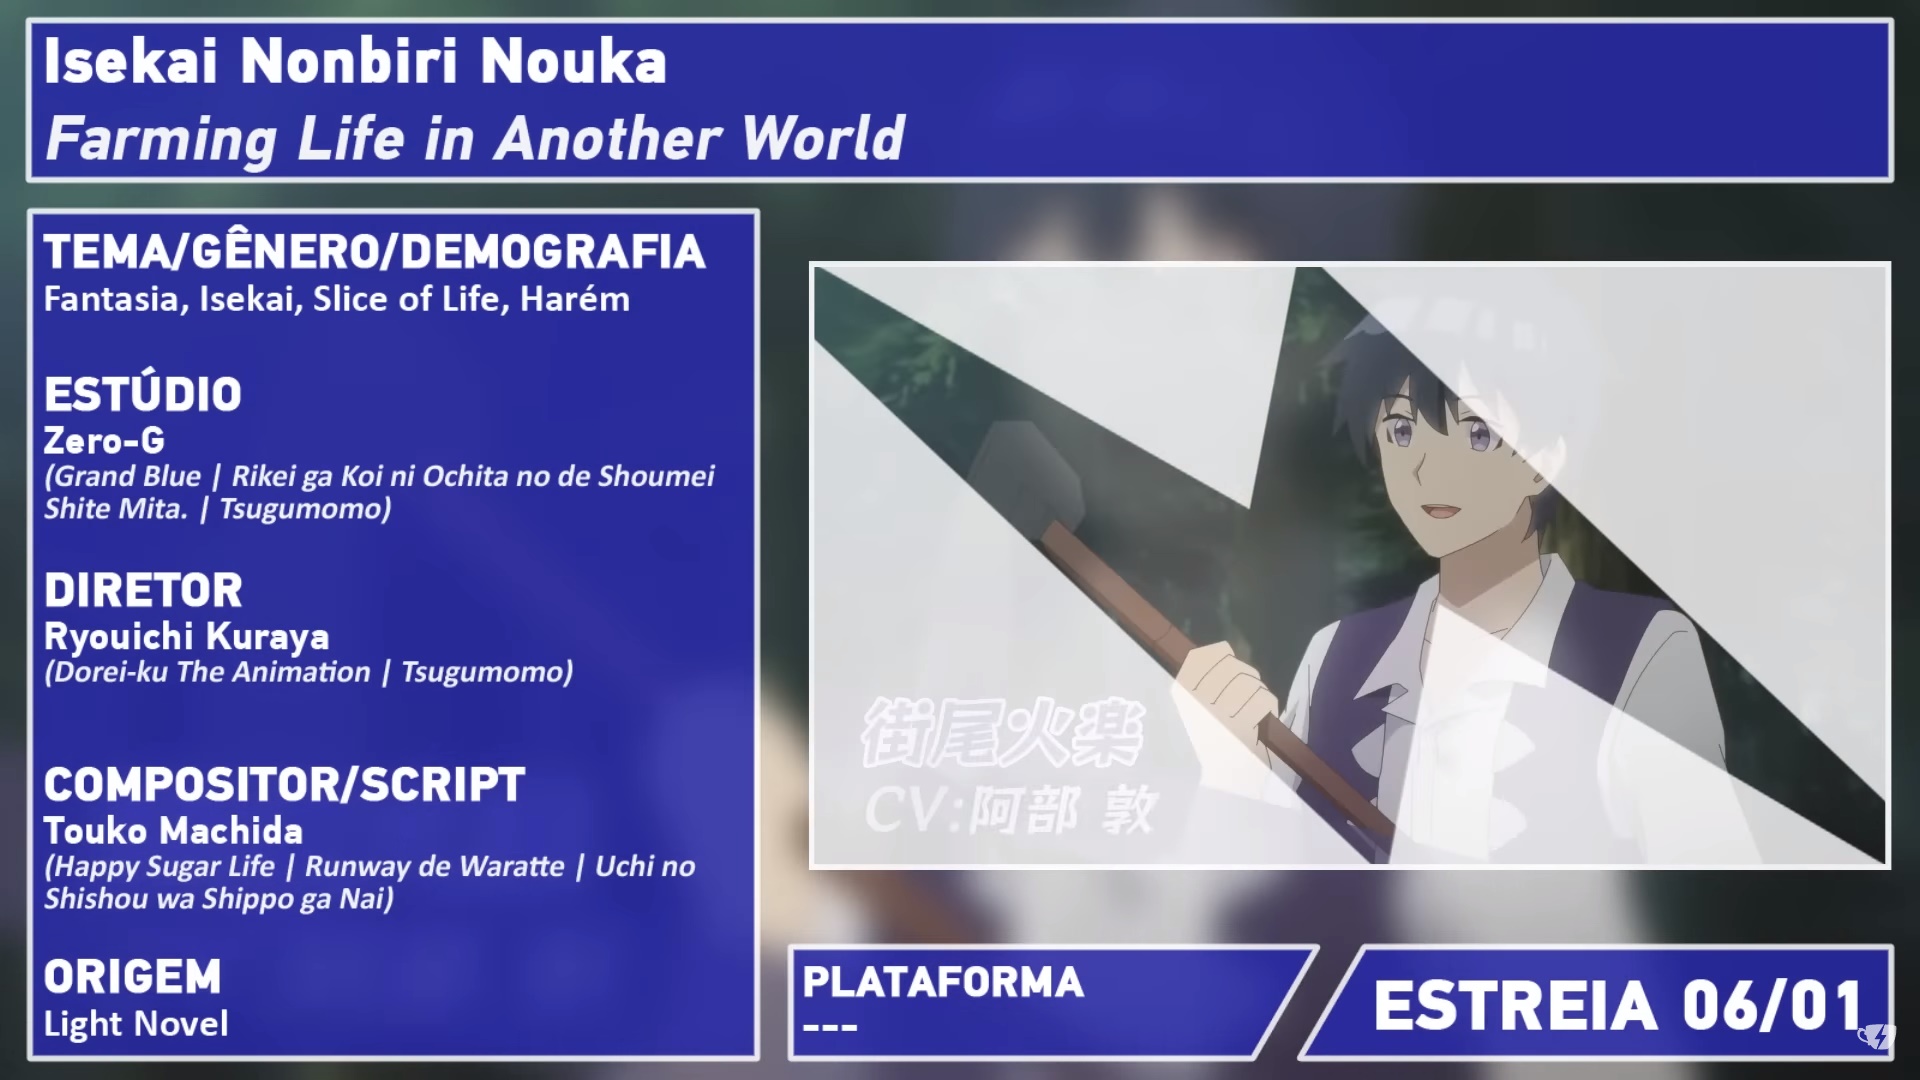 Isekai Nonbiri Nouka
Farming Life in Another World
TEMA/GÊNERO/DEMOGRAFIA
Fantasia, Isekai, Slice of Life, Harém
ESTÚDIO
Zero-G
(Grand Blue | Rikei ga Koi ni Ochita no de Shoumei
Shite Mita. | Tsugumomo)
DIRETOR
Ryouichi Kuraya
(Dorei-ku The Animation | Tsugumomo)
COMPOSITOR/SCRIPT
Touko Machida
(Happy Sugar Life | Runway de Waratte | Uchi no
Shishou wa Shippo ga Nai)
ORIGEM
Light Novel
街尾火楽
CV:阿部 敦
PLATAFORMA
---
ESTREIA 06/01